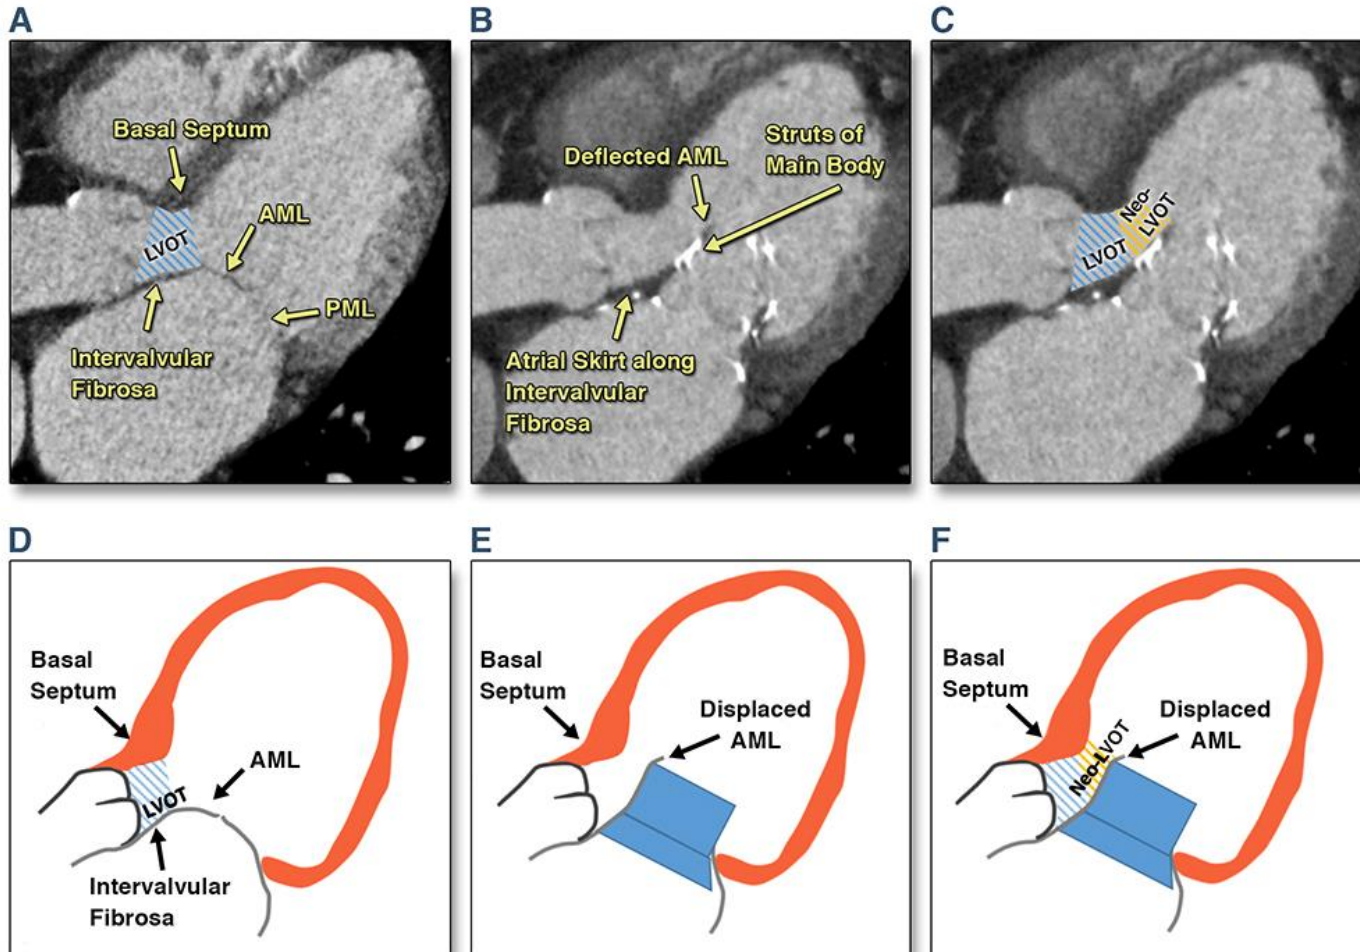 A
Basal Septum
AML
LVOT
PML
Intervalvular
Fibrosa
B
Struts of
Main Body
Deflected AML
Atrial Skirt along
Intervalvular
Fibrosa
C
Neo-
LVOT
LVOT
D
Basal
Septum
AML
LVOT
Intervalvular
Fibrosa
E
Basal
Septum
Displaced
AML
F
Basal
Septum
Displaced
AML
Neo-LVOT